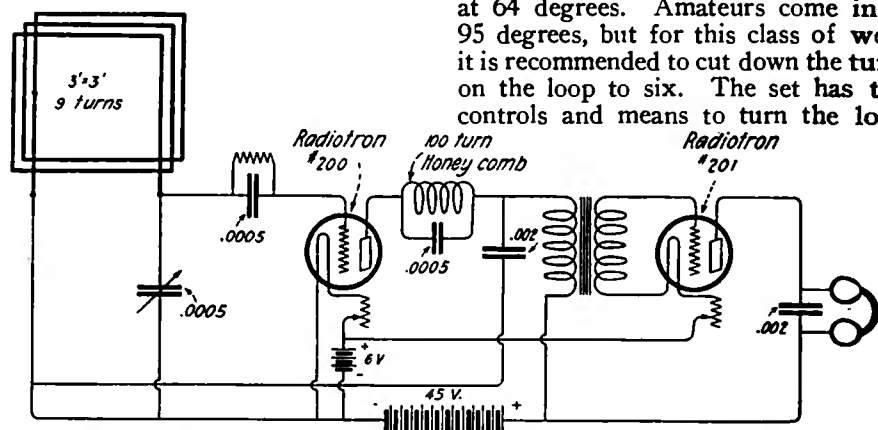 at 64 degrees. Amateurs come in
95 degrees, but for this class of
it is recommended to cut down the
on the loop to six. The set has
controls and means to turn the
3'=3'
9 turns
Radiotron
#200
100 turn
Honey comb
Radiotron
#201
.0005
.0005
.002
.0005
.002
+
6V
-
-
45 V.
+